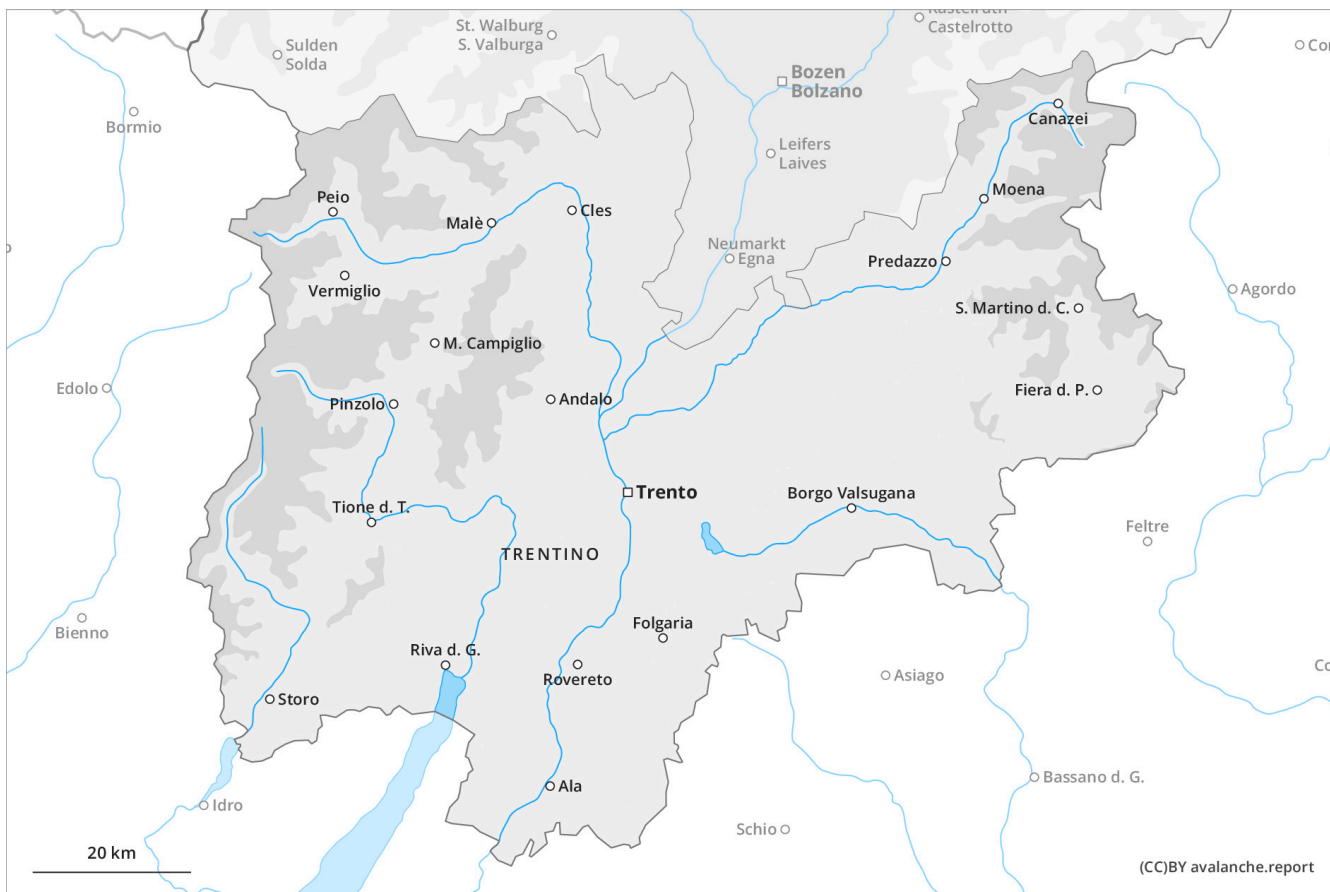 St. Walburg
S. Valburga
Castelrotto
Sulden
Solda
Bozen
Bolzano
Bormio
Canazei
Leifers
Laives
Moena
Peio
Malè
Cles
Neumarkt
Egna
Predazzo
Vermiglio
Agordo
S. Martino d. C.
M. Campiglio
Edolo
Pinzolo
Andalo
Fiera d. P.
Trento
Borgo Valsugana
Tione d. T.
Feltre
TRENTINO
Bienno
Folgaria
Riva d. G.
Rovereto
Asiago
Storo
Ala
Bassano d. G.
Idro
Schio
20 km
(CC)BY avalanche.report